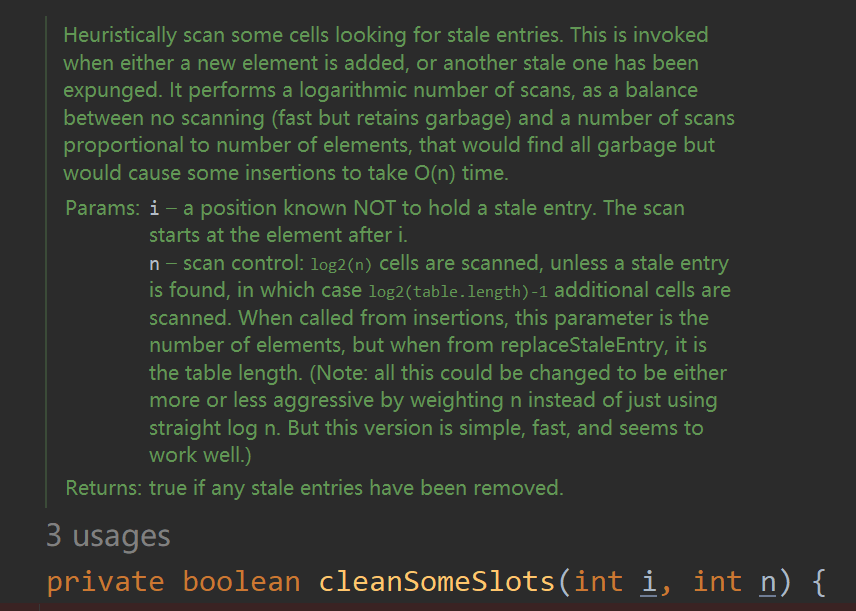 Heuristically scan some cells looking for stale entries. This is invoked
when either a new element is added, or another stale one has been
expunged. It performs a logarithmic number of scans, as a balance
between no scanning (fast but retains garbage) and a number of scans
proportional to number of elements, that would find all garbage but
would cause some insertions to take O(n) time.
Params: i – a position known NOT to hold a stale entry. The scan
starts at the element after i.
n – scan control: log2(n) cells are scanned, unless a stale entry
is found, in which case log2(table.length)-1 additional cells are
scanned. When called from insertions, this parameter is the
number of elements, but when from replaceStaleEntry, it is
the table length. (Note: all this could be changed to be either
more or less aggressive by weighting n instead of just using
straight log n. But this version is simple, fast, and seems to
work well.)
Returns: true if any stale entries have been removed.
3 usages
private boolean cleanSomeSlots(int i, int n) {